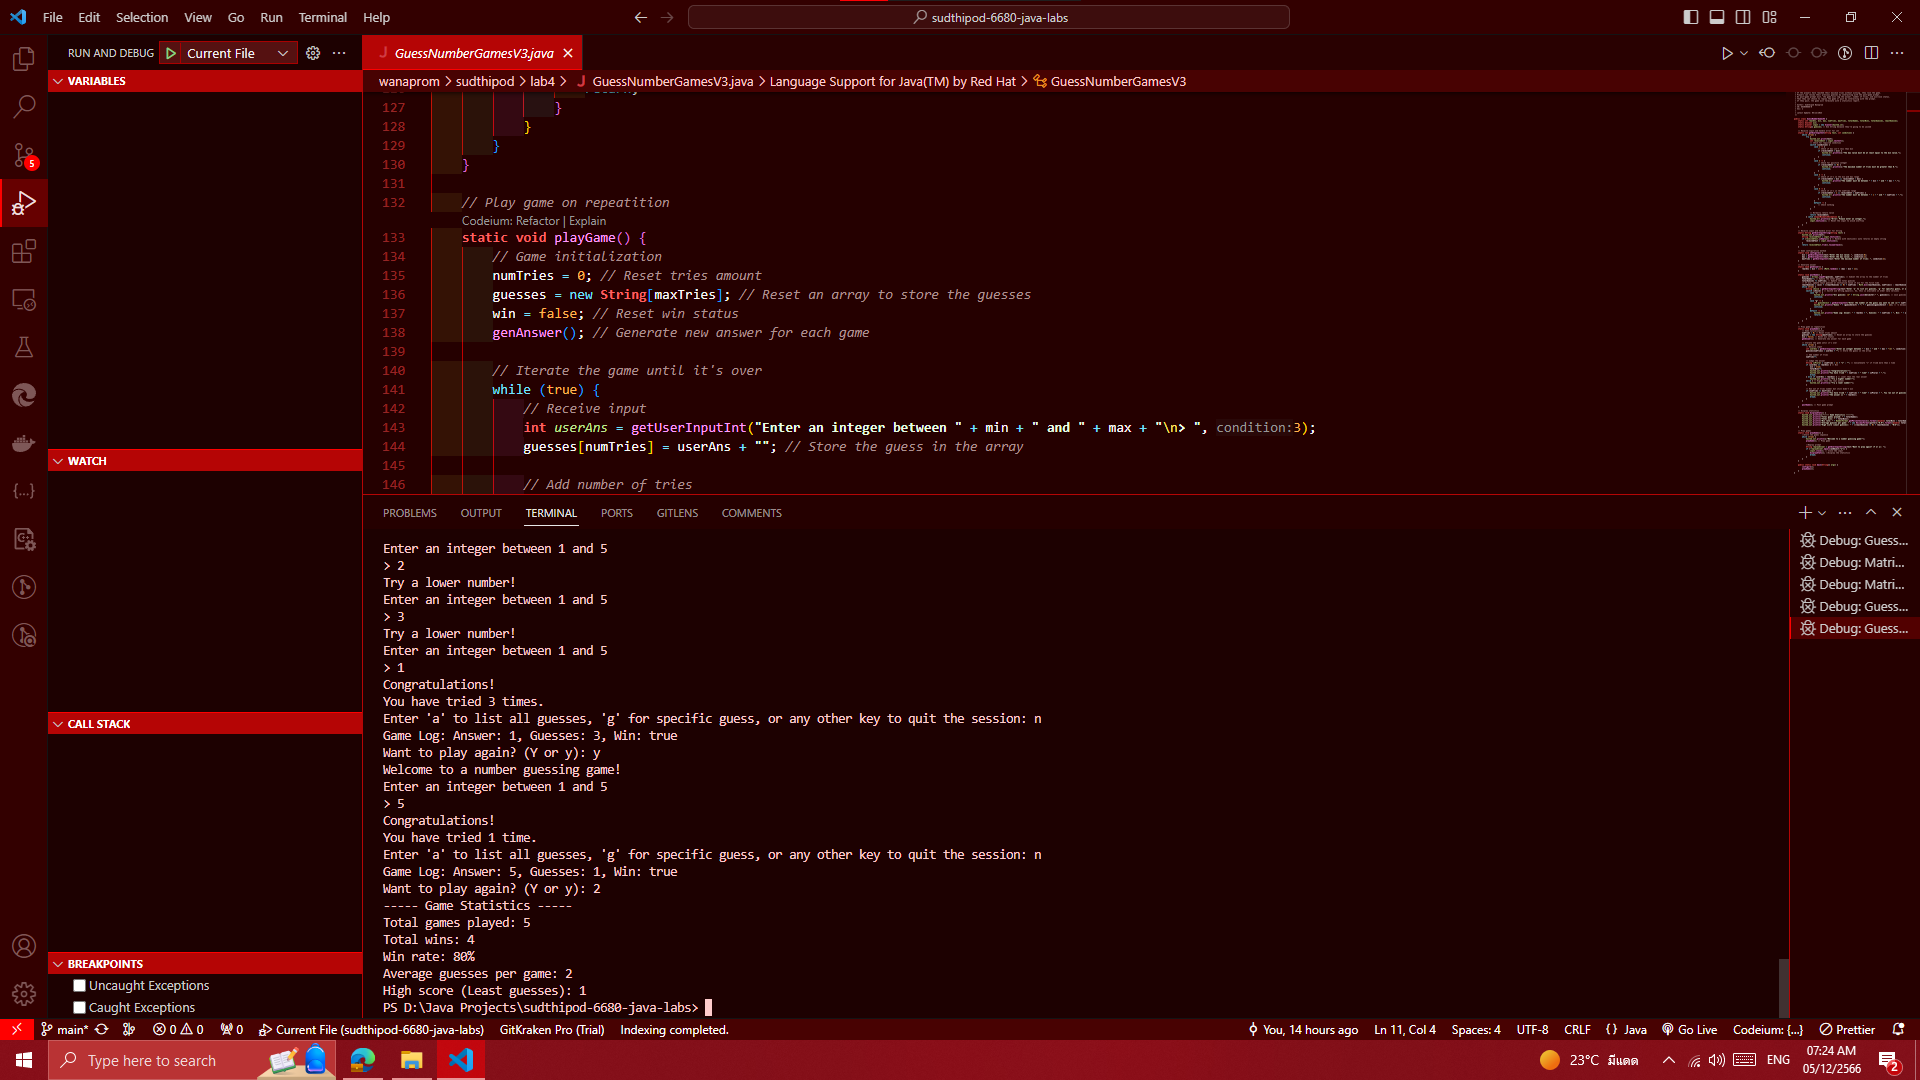 File Edit Selection View Go Run Terminal Help
sudthipod-6680-java-labs
RUN AND DEBUG Current File
GuessNumberGamesV3.java
VARIABLES
wanaprom > sudthipod > lab4 > GuessNumberGamesV3.java > Language Support for Java(TM) by Red Hat > GuessNumberGamesV3
127 }
128 }
129 }
130 }
131
132 // Play game on repeatition
Codeium: Refactor | Explain
133 static void playGame() {
134 // Game initialization
135 numTries = 0; // Reset tries amount
136 guesses = new String[maxTries]; // Reset an array to store the guesses
137 win = false; // Reset win status
138 genAnswer(); // Generate new answer for each game
139
140 // Iterate the game until it's over
141 while (true) {
142 // Receive input
143 int userAns = getUserInputInt("Enter an integer between " + min + " and " + max + "\n> ", condition:3);
144 guesses[numTries] = userAns + ""; // Store the guess in the array
145
146 // Add number of tries
WATCH
CALL STACK
BREAKPOINTS
Uncaught Exceptions
Caught Exceptions
PROBLEMS OUTPUT TERMINAL PORTS GITLENS COMMENTS
Enter an integer between 1 and 5
> 2
Try a lower number!
Enter an integer between 1 and 5
> 3
Try a lower number!
Enter an integer between 1 and 5
> 1
Congratulations!
You have tried 3 times.
Enter 'a' to list all guesses, 'g' for specific guess, or any other key to quit the session: n
Game Log: Answer: 1, Guesses: 3, Win: true
Want to play again? (Y or y): y
Welcome to a number guessing game!
Enter an integer between 1 and 5
> 5
Congratulations!
You have tried 1 time.
Enter 'a' to list all guesses, 'g' for specific guess, or any other key to quit the session: n
Game Log: Answer: 5, Guesses: 1, Win: true
Want to play again? (Y or y): 2
----- Game Statistics -----
Total games played: 5
Total wins: 4
Win rate: 80%
Average guesses per game: 2
High score (Least guesses): 1
PS D:\Java Projects\sudthipod-6680-java-labs>
Debug: Guess...
Debug: Matri...
Debug: Matri...
Debug: Guess...
Debug: Guess...
5
main* 0 0 0 Current File (sudthipod-6680-java-labs) GitKraken Pro (Trial) Indexing completed.
You, 14 hours ago Ln 11, Col 4 Spaces: 4 UTF-8 CRLF {} Java Go Live Codeium: {...} Prettier
Type here to search
23°C มีแดด ENG 07:24 AM
05/12/2566
2